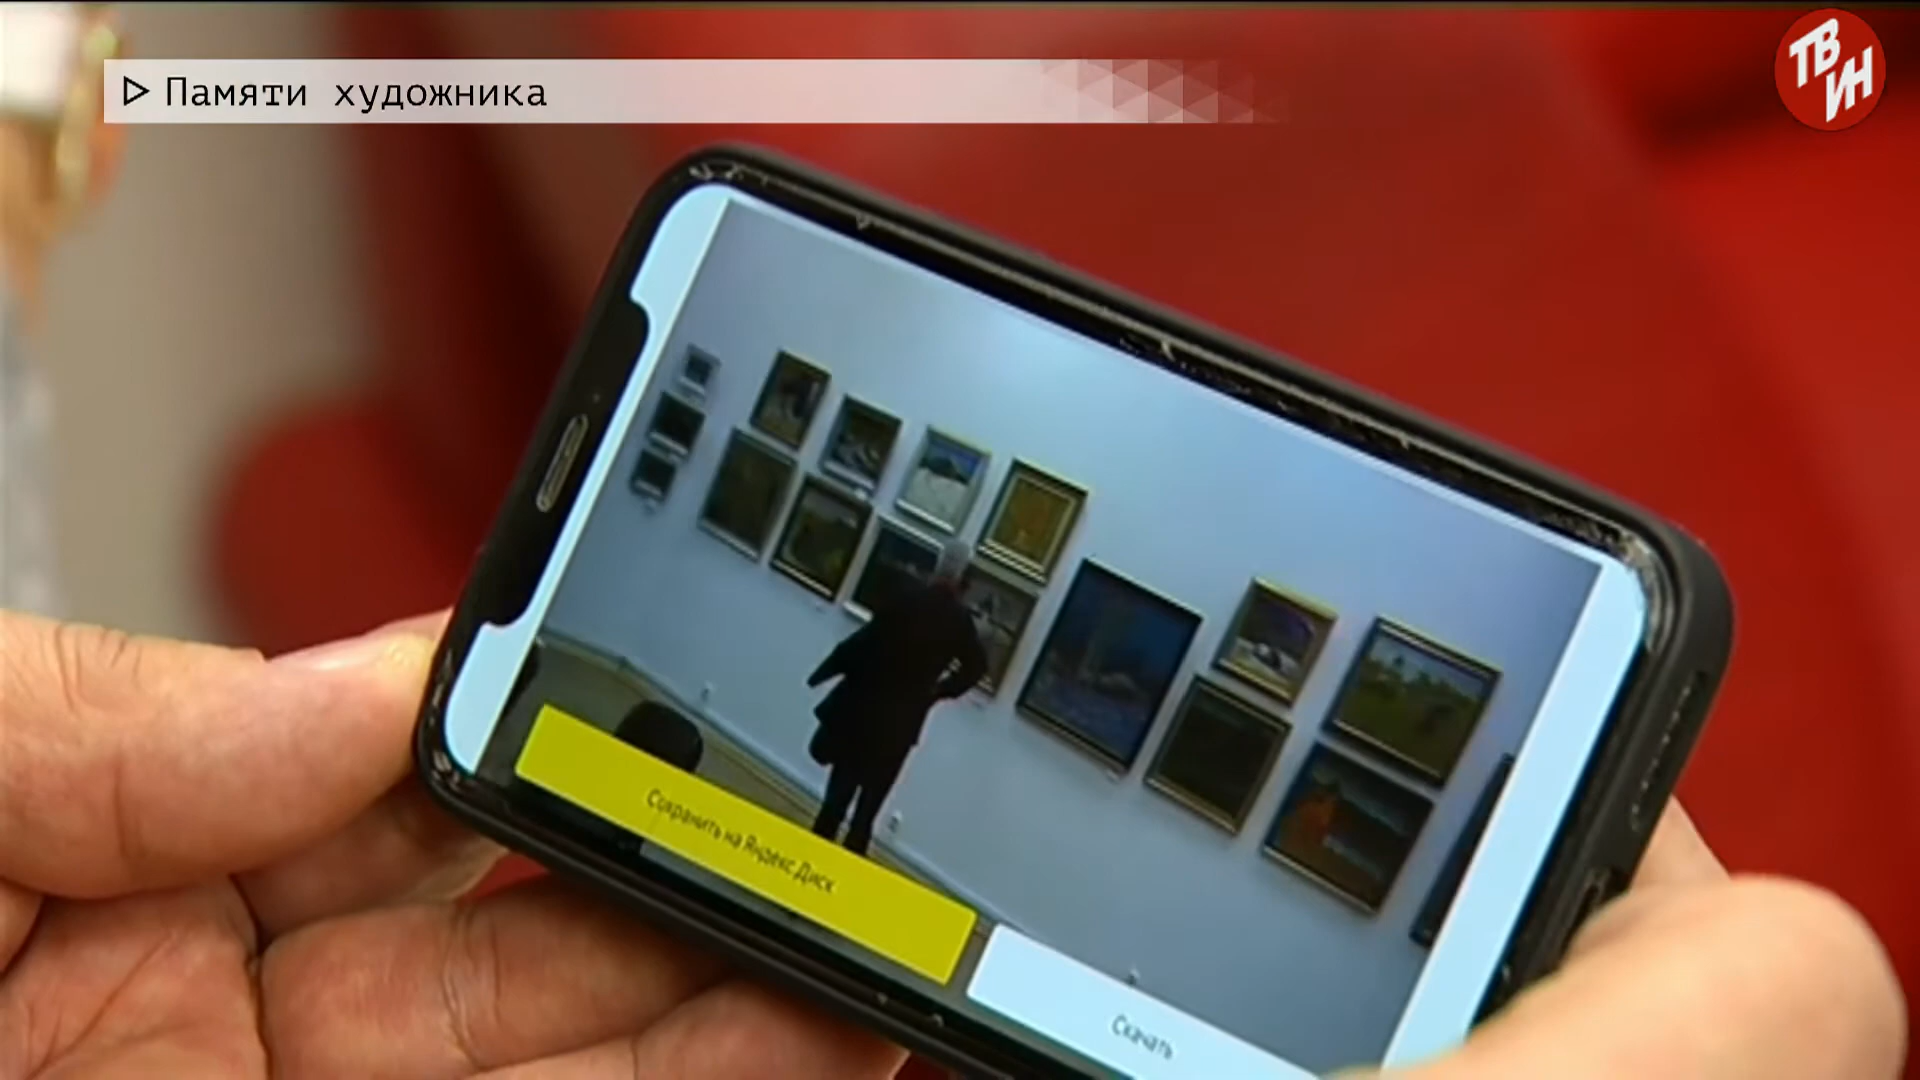 Памяти художника
ТВ
ИН
Сохранить на Яндекс.Диск
Скачать